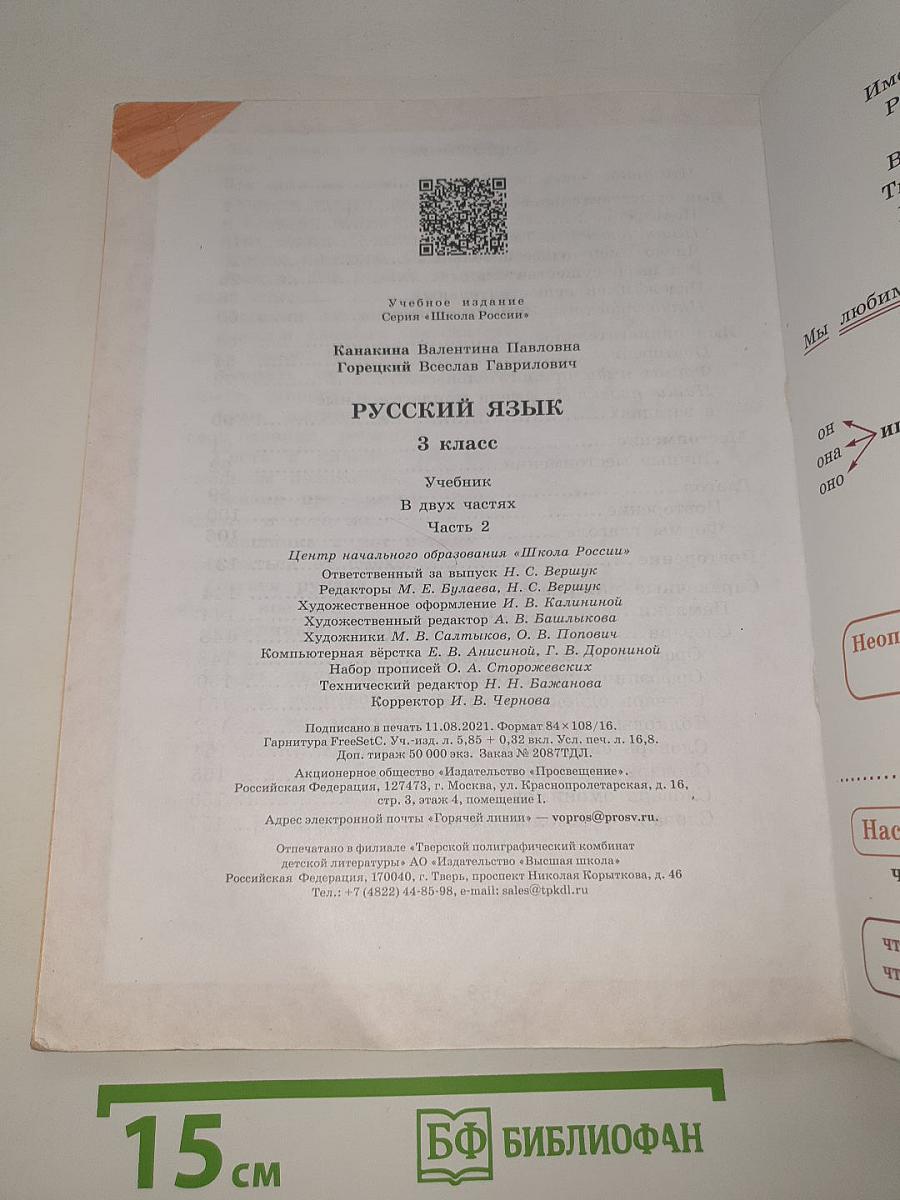 Учебное издание
Серия «Школа России»
Канакина Валентина Павловна
Горецкий Всеслав Гаврилович
РУССКИЙ ЯЗЫК
3 класс
Учебник
В двух частях
Часть 2
Центр начального образования «Школа России»
Ответственный за выпуск Н. С. Вершук
Редакторы М. Е. Булаева, Н. С. Вершук
Художественное оформление И. В. Калининой
Художественный редактор А. В. Башлыкова
Художники М. В. Салтыков, О. В. Попович
Компьютерная вёрстка Е. В. Анисиной, Г. В. Дорониной
Набор прописей О. А. Сторожевских
Технический редактор Н. Н. Бажанова
Корректор И. В. Чернова
Подписано в печать 11.08.2021. Формат 84×108/16.
Гарнитура FreeSetC. Уч.-изд. л. 5,85 + 0,32 вкл. Усл. печ. л. 16,8.
Доп. тираж 50 000 экз. Заказ № 2087ТДЛ.
Акционерное общество «Издательство «Просвещение».
Российская Федерация, 127473, г. Москва, ул. Краснопролетарская, д. 16,
стр. 3, этаж 4, помещение I.
Адрес электронной почты «Горячей линии» — vopros@prosv.ru.
Отпечатано в филиале «Тверской полиграфический комбинат
детской литературы» АО «Издательство «Высшая школа»
Российская Федерация, 170040, г. Тверь, проспект Николая Корыткова, д. 46
Тел.: +7 (4822) 44-85-98, e-mail: sales@tpkdl.ru
Мы любим
он
она
оно
Неоп
Нас
чт
чт
15 см
БФ БИБЛИОФАН